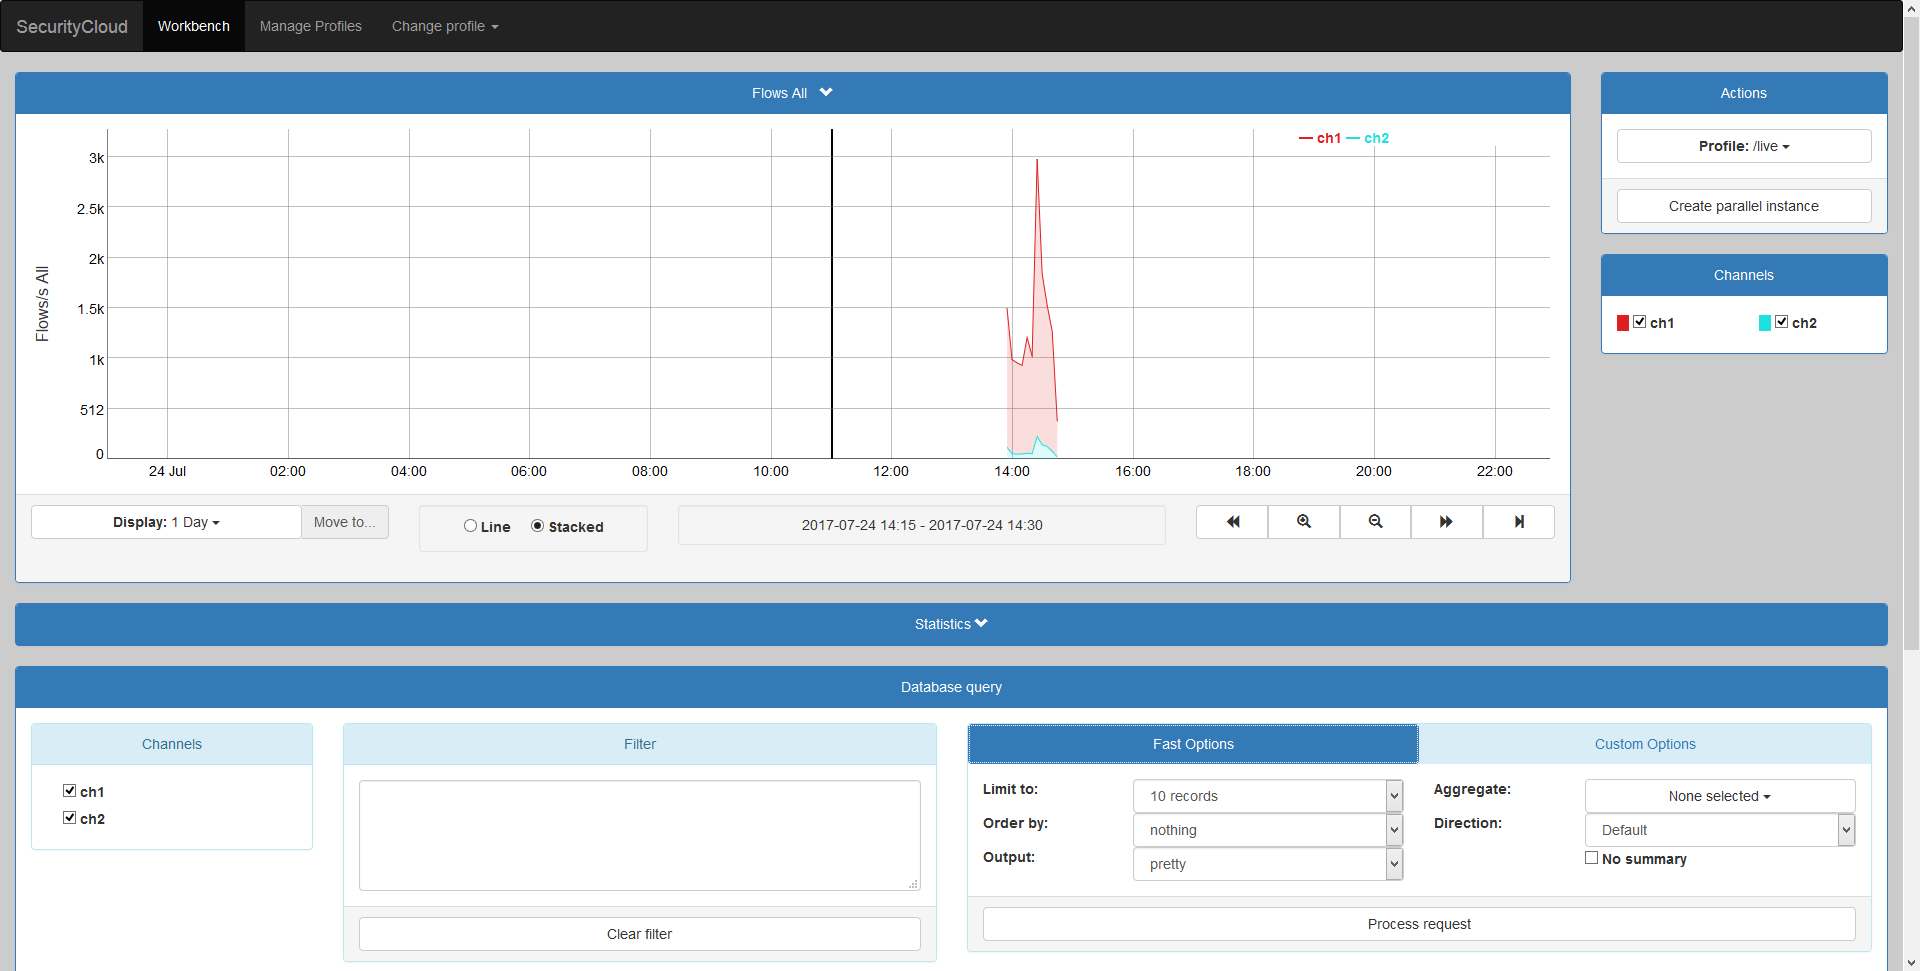 SecurityCloud Workbench Manage Profiles Change profile
Flows All
ch1 ch2
Flows/s All
3k
2.5k
2k
1.5k
1k
512
0
24 Jul 02:00 04:00 06:00 08:00 10:00 12:00 14:00 16:00 18:00 20:00 22:00
Display: 1 Day Move to... Line Stacked 2017-07-24 14:15 - 2017-07-24 14:30
Actions
Profile: /live
Create parallel instance
Channels
ch1 ch2
Statistics
Database query
Channels
ch1
ch2
Filter
Clear filter
Fast Options Custom Options
Limit to: 10 records Aggregate: None selected
Order by: nothing Direction: Default
Output: pretty No summary
Process request